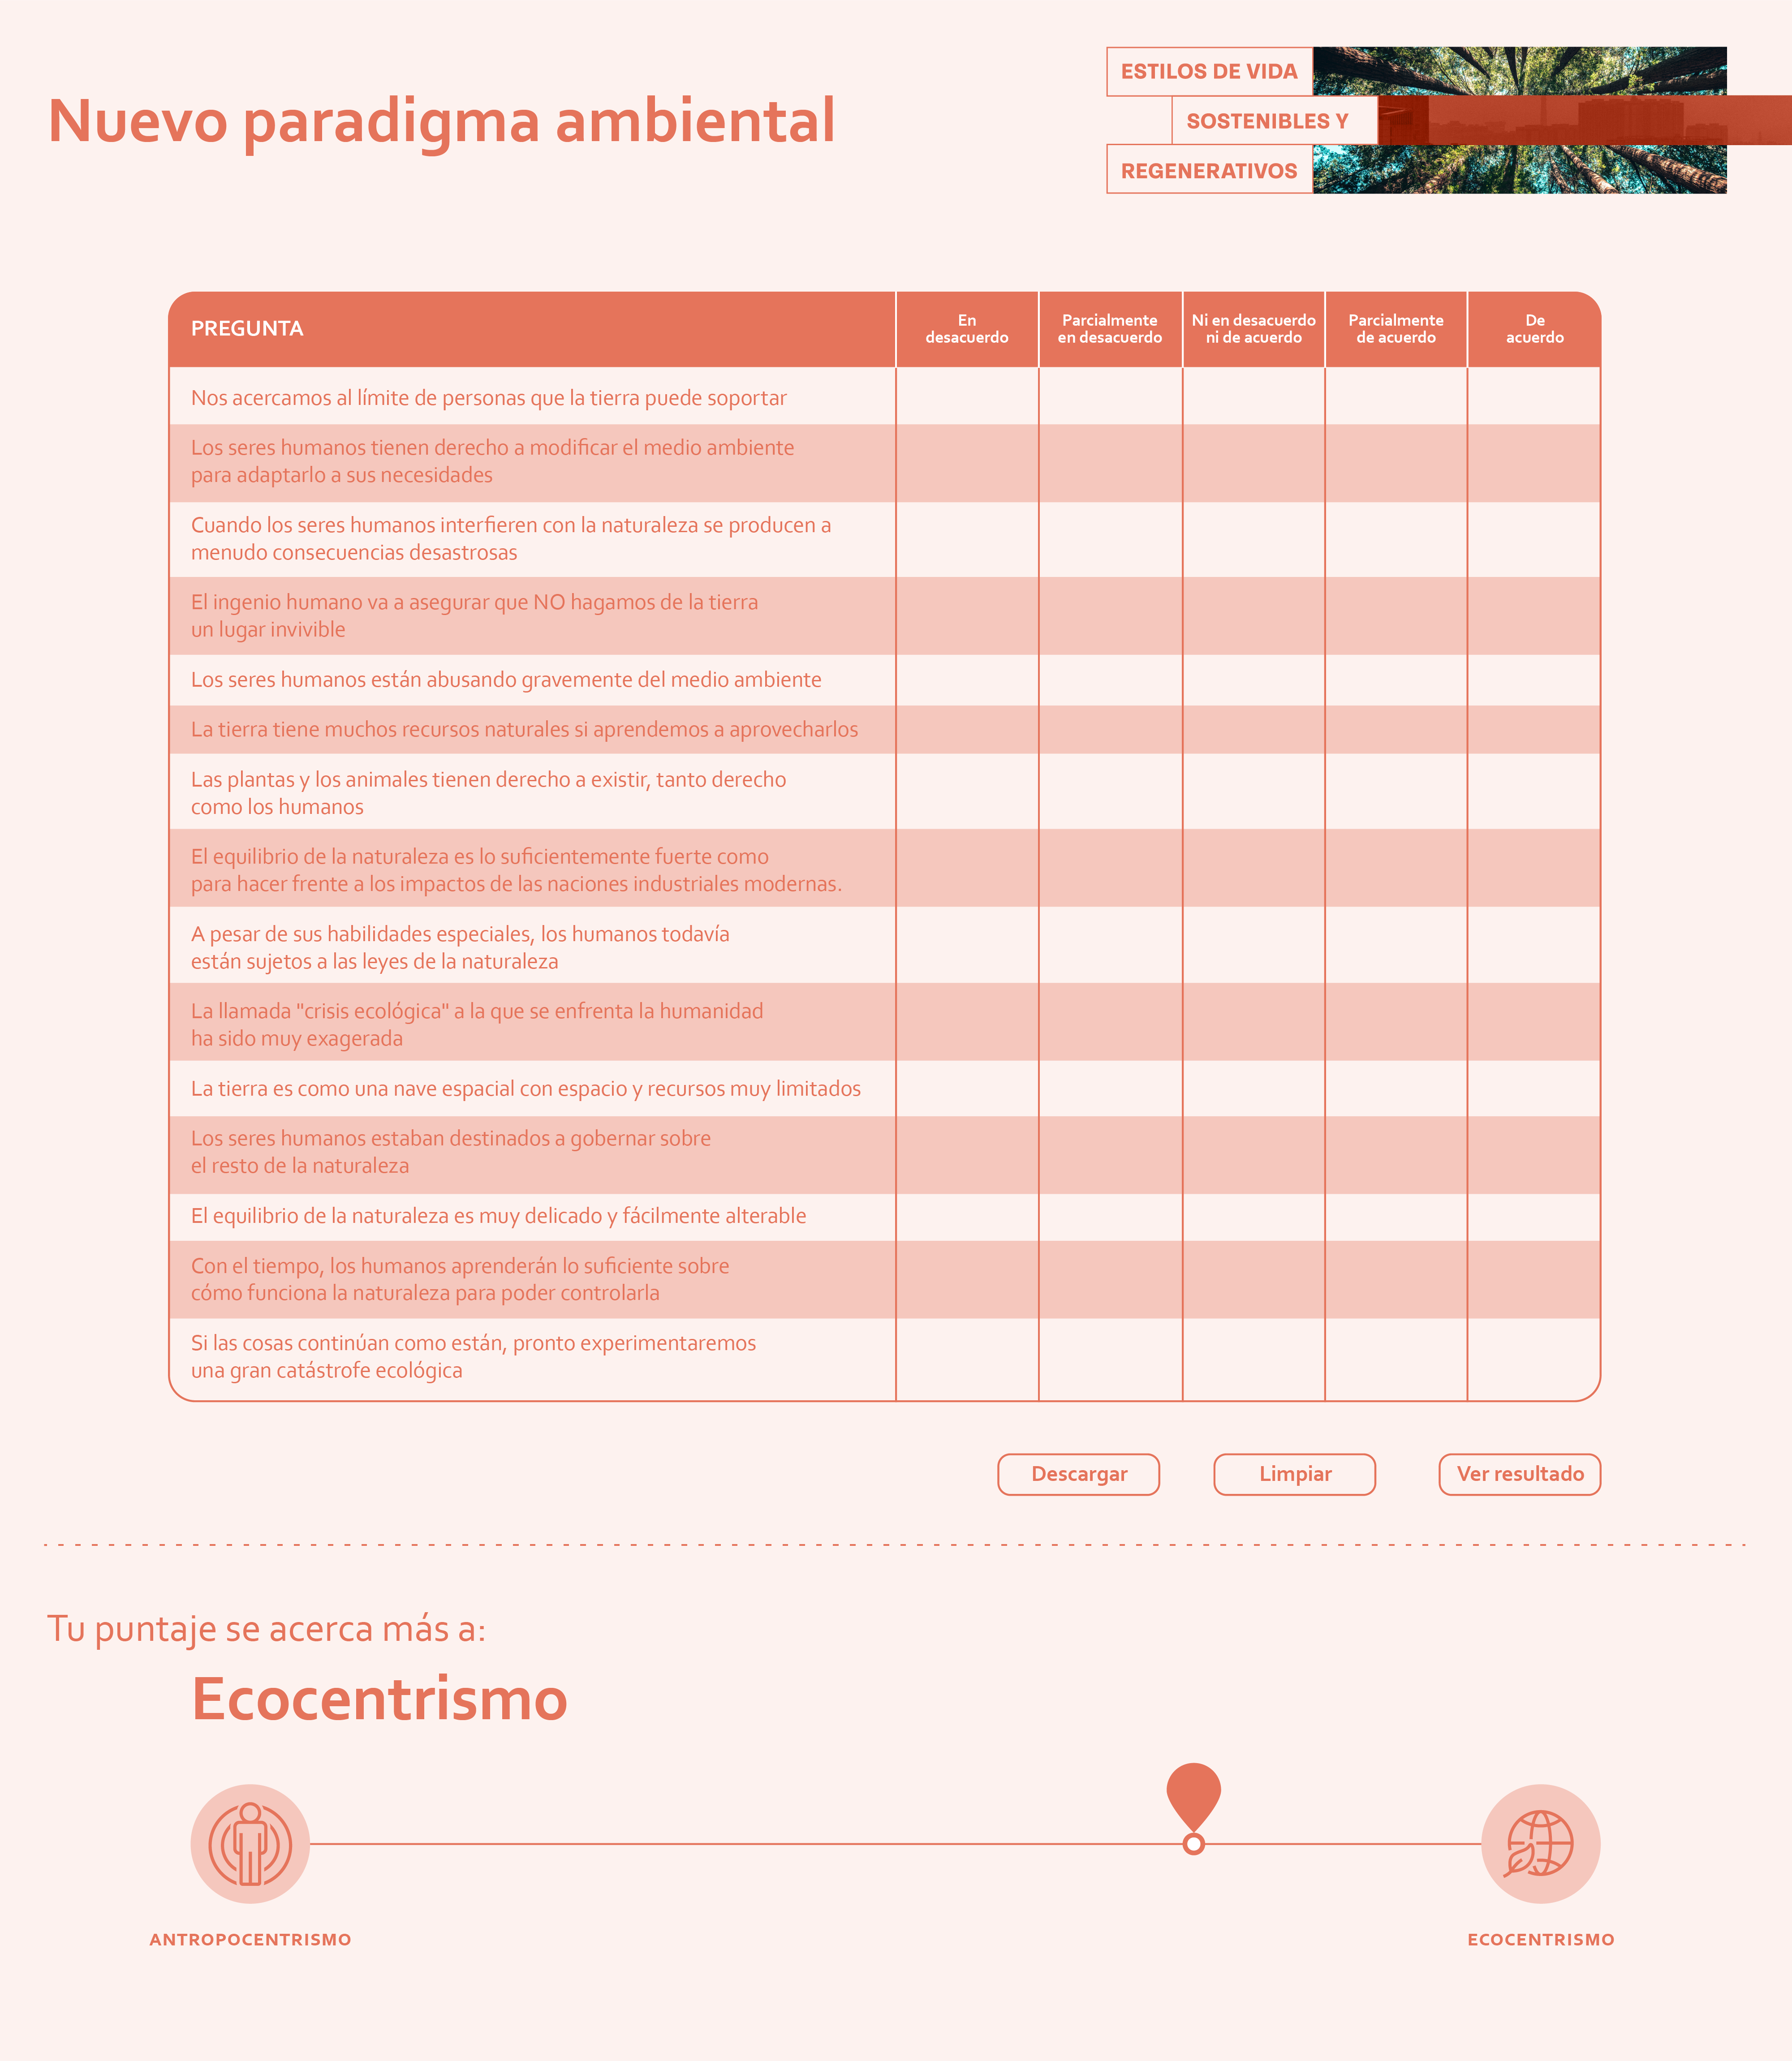 Nuevo paradigma ambiental
ESTILOS DE VIDA
SOSTENIBLES Y
REGENERATIVOS
PREGUNTA
En
desacuerdo
Parcialmente
en desacuerdo
Ni en desacuerdo
ni de acuerdo
Parcialmente
de acuerdo
De
acuerdo
Nos acercamos al límite de personas que la tierra puede soportar
Los seres humanos tienen derecho a modificar el medio ambiente
para adaptarlo a sus necesidades
Cuando los seres humanos interfieren con la naturaleza se producen a
menudo consecuencias desastrosas
El ingenio humano va a asegurar que NO hagamos de la tierra
un lugar invivible
Los seres humanos están abusando gravemente del medio ambiente
La tierra tiene muchos recursos naturales si aprendemos a aprovecharlos
Las plantas y los animales tienen derecho a existir, tanto derecho
como los humanos
El equilibrio de la naturaleza es lo suficientemente fuerte como
para hacer frente a los impactos de las naciones industriales modernas.
A pesar de sus habilidades especiales, los humanos todavía
están sujetos a las leyes de la naturaleza
La llamada "crisis ecológica" a la que se enfrenta la humanidad
ha sido muy exagerada
La tierra es como una nave espacial con espacio y recursos muy limitados
Los seres humanos estaban destinados a gobernar sobre
el resto de la naturaleza
El equilibrio de la naturaleza es muy delicado y fácilmente alterable
Con el tiempo, los humanos aprenderán lo suficiente sobre
cómo funciona la naturaleza para poder controlarla
Si las cosas continúan como están, pronto experimentaremos
una gran catástrofe ecológica
Descargar
Limpiar
Ver resultado
Tu puntaje se acerca más a:
Ecocentrismo
ANTROPOCENTRISMO
ECOCENTRISMO